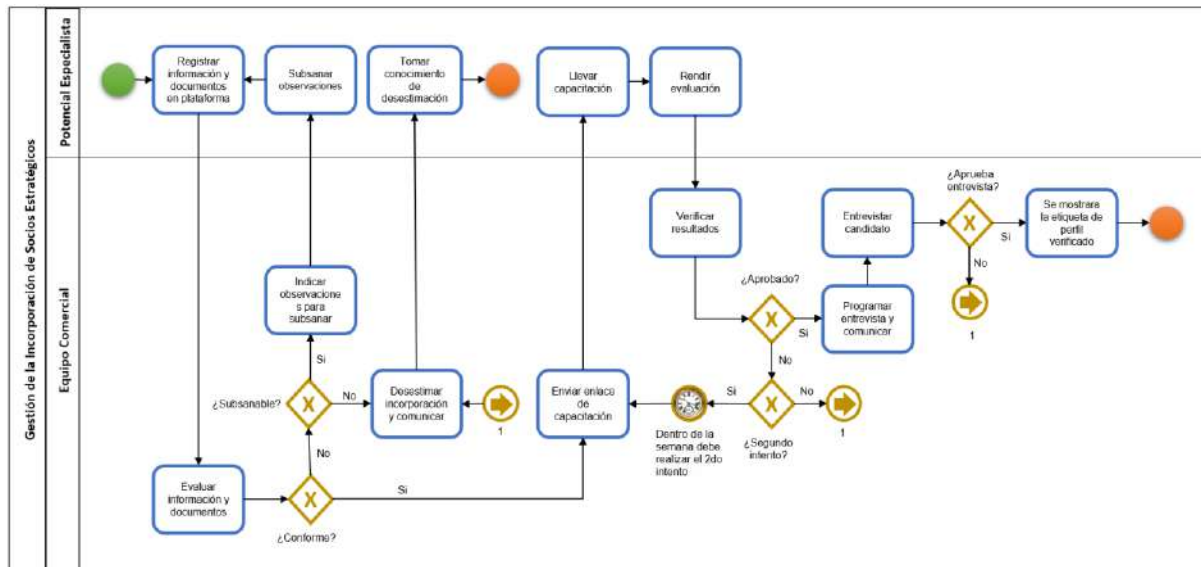 Gestión de la Incorporación de Socios Estratégicos
Potencial Especialista
Registrar
información y
documentos
en plataforma
Subsanar
observaciones
Tomar
conocimiento
de
desestimación
Llevar
capacitación
Rendir
evaluación
Equipo Comercial
¿Aprueba
entrevista?
Verificar
resultados
Entrevistar
candidato
X
Si
Se mostrara
la etiqueta de
perfil
verificado
No
Indicar
observacione
s para
subsanar
¿Aprobado?
X
Si
Programar
entrevista y
comunicar
1
No
Si
¿Subsanable?
X
No
Desestimar
incorporación
y comunicar
1
Enviar enlace
de
capacitación
Si
X
No
1
Dentro de la
semana debe
realizar el 2do
intento
¿Segundo
intento?
No
Evaluar
información y
documentos
X
Si
¿Conforme?